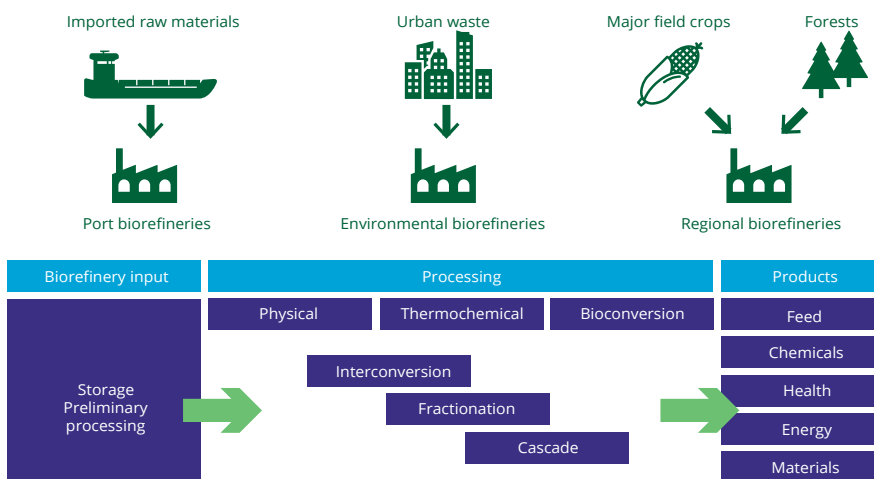 Imported raw materials
Urban waste
Major field crops
Forests
Port biorefineries
Environmental biorefineries
Regional biorefineries
Biorefinery input
Processing
Products
Physical
Thermochemical
Bioconversion
Feed
Chemicals
Interconversion
Storage
Preliminary
processing
Health
Fractionation
Energy
Cascade
Materials